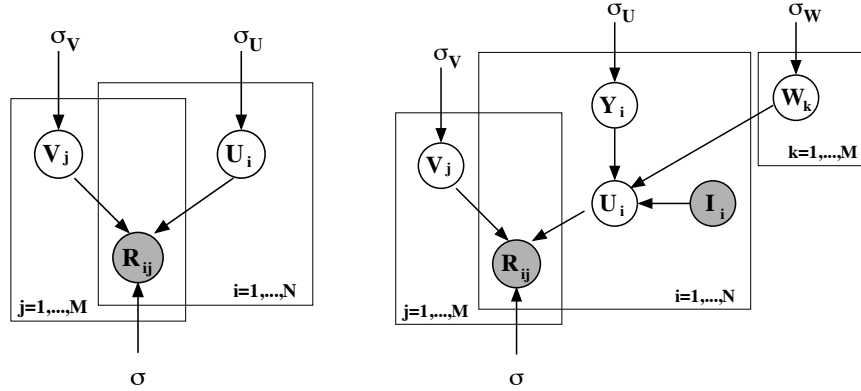 σV
σU
Vj
Ui
Rij
j=1,...,M
i=1,...,N
σ
σU
σW
σV
Yi
Wk
k=1,...,M
Vj
Ui
Ii
Rij
j=1,...,M
i=1,...,N
σ